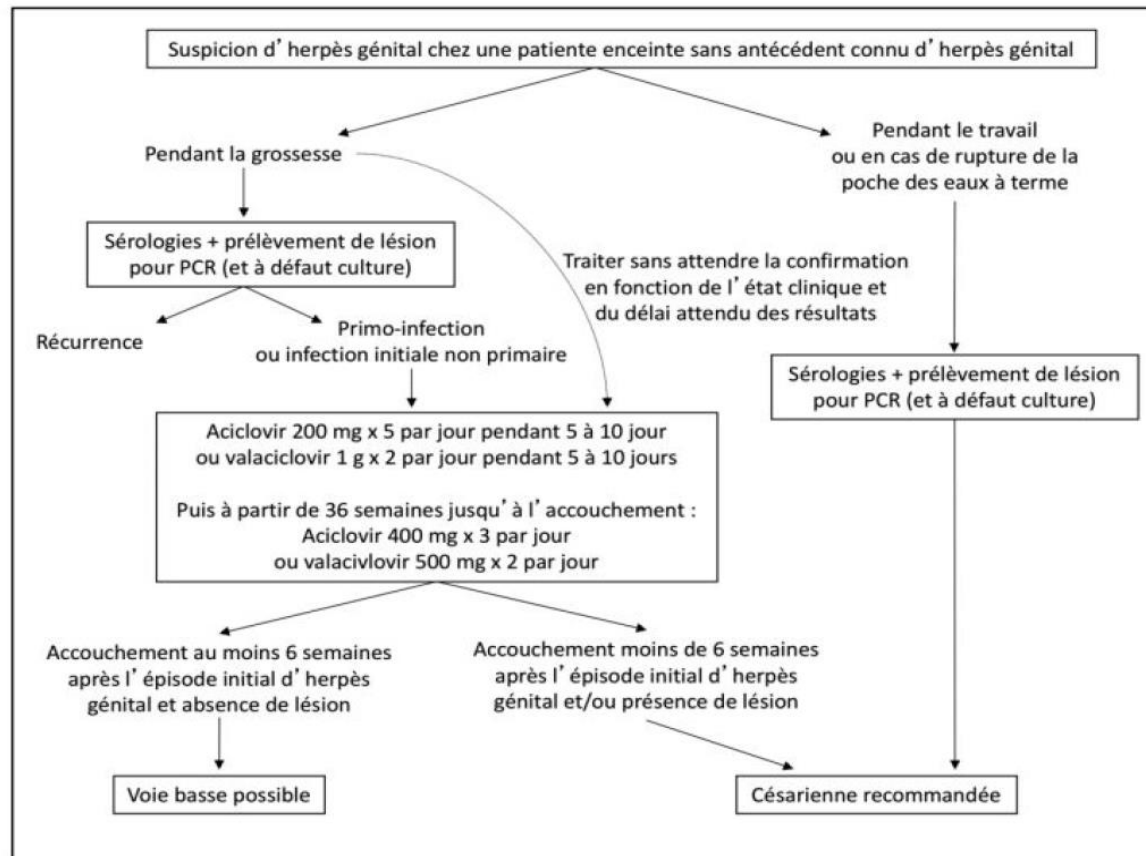 Suspicion d’herpès génital chez une patiente enceinte sans antécédent connu d’herpès génital
Pendant la grossesse
Pendant le travail
ou en cas de rupture de la
poche des eaux à terme
Sérologies + prélèvement de lésion
pour PCR (et à défaut culture)
Traiter sans attendre la confirmation
en fonction de l’état clinique et
du délai attendu des résultats
Récurrence
Primo-infection
ou infection initiale non primaire
Sérologies + prélèvement de lésion
pour PCR (et à défaut culture)
Aciclovir 200 mg x 5 par jour pendant 5 à 10 jour
ou valaciclovir 1 g x 2 par jour pendant 5 à 10 jours
Puis à partir de 36 semaines jusqu’à l’accouchement :
Aciclovir 400 mg x 3 par jour
ou valacivlovir 500 mg x 2 par jour
Accouchement au moins 6 semaines
après l’épisode initial d’herpès
génital et absence de lésion
Accouchement moins de 6 semaines
après l’épisode initial d’herpès
génital et/ou présence de lésion
Voie basse possible
Césarienne recommandée